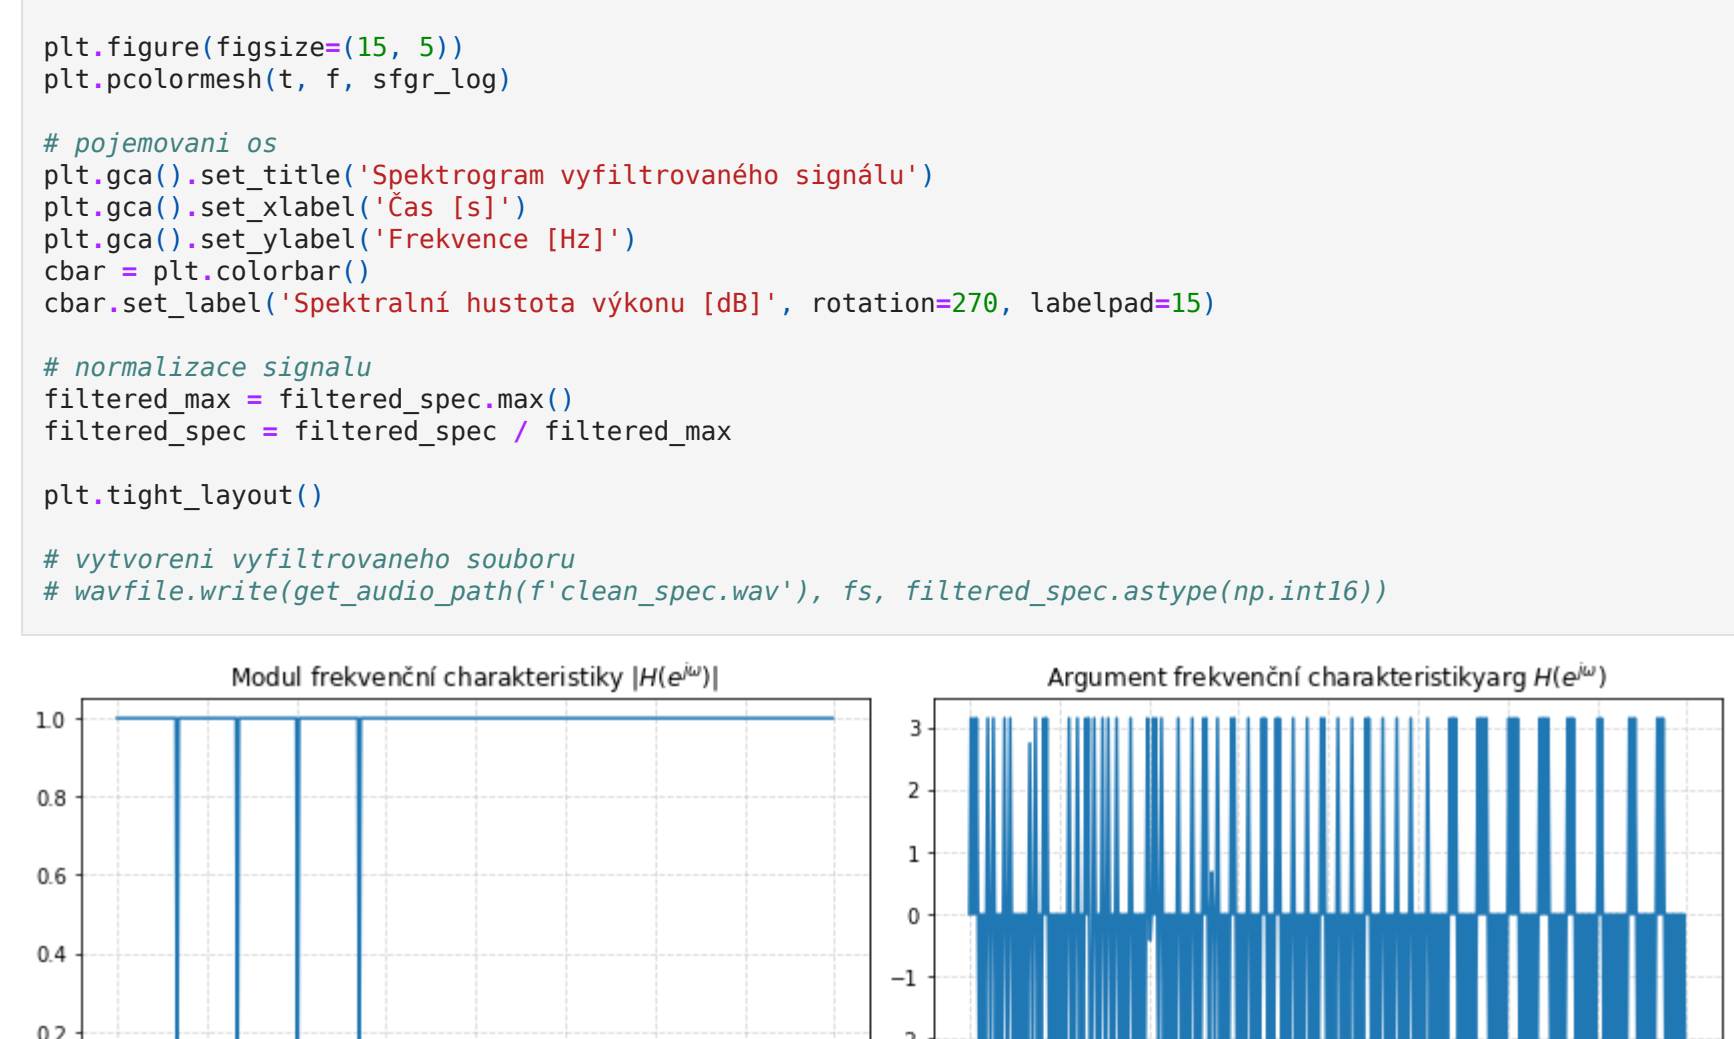 plt.figure(figsize=(15, 5))
plt.pcolormesh(t, f, sfgr_log)
# pojemovani os
plt.gca().set_title('Spektrogram vyfiltrovaného signálu')
plt.gca().set_xlabel('Čas [s]')
plt.gca().set_ylabel('Frekvence [Hz]')
cbar = plt.colorbar()
cbar.set_label('Spektralní hustota výkonu [dB]', rotation=270, labelpad=15)
# normalizace signalu
filtered_max = filtered_spec.max()
filtered_spec = filtered_spec / filtered_max
plt.tight_layout()
# vytvoreni vyfiltrovaneho souboru
# wavfile.write(get_audio_path(f'clean_spec.wav'), fs, filtered_spec.astype(np.int16))
Modul frekvenční charakteristiky |H(e^{jω})|
1.0
0.8
0.6
0.4
0.2
Argument frekvenční charakteristikyarg H(e^{jω})
3
2
1
0
−1